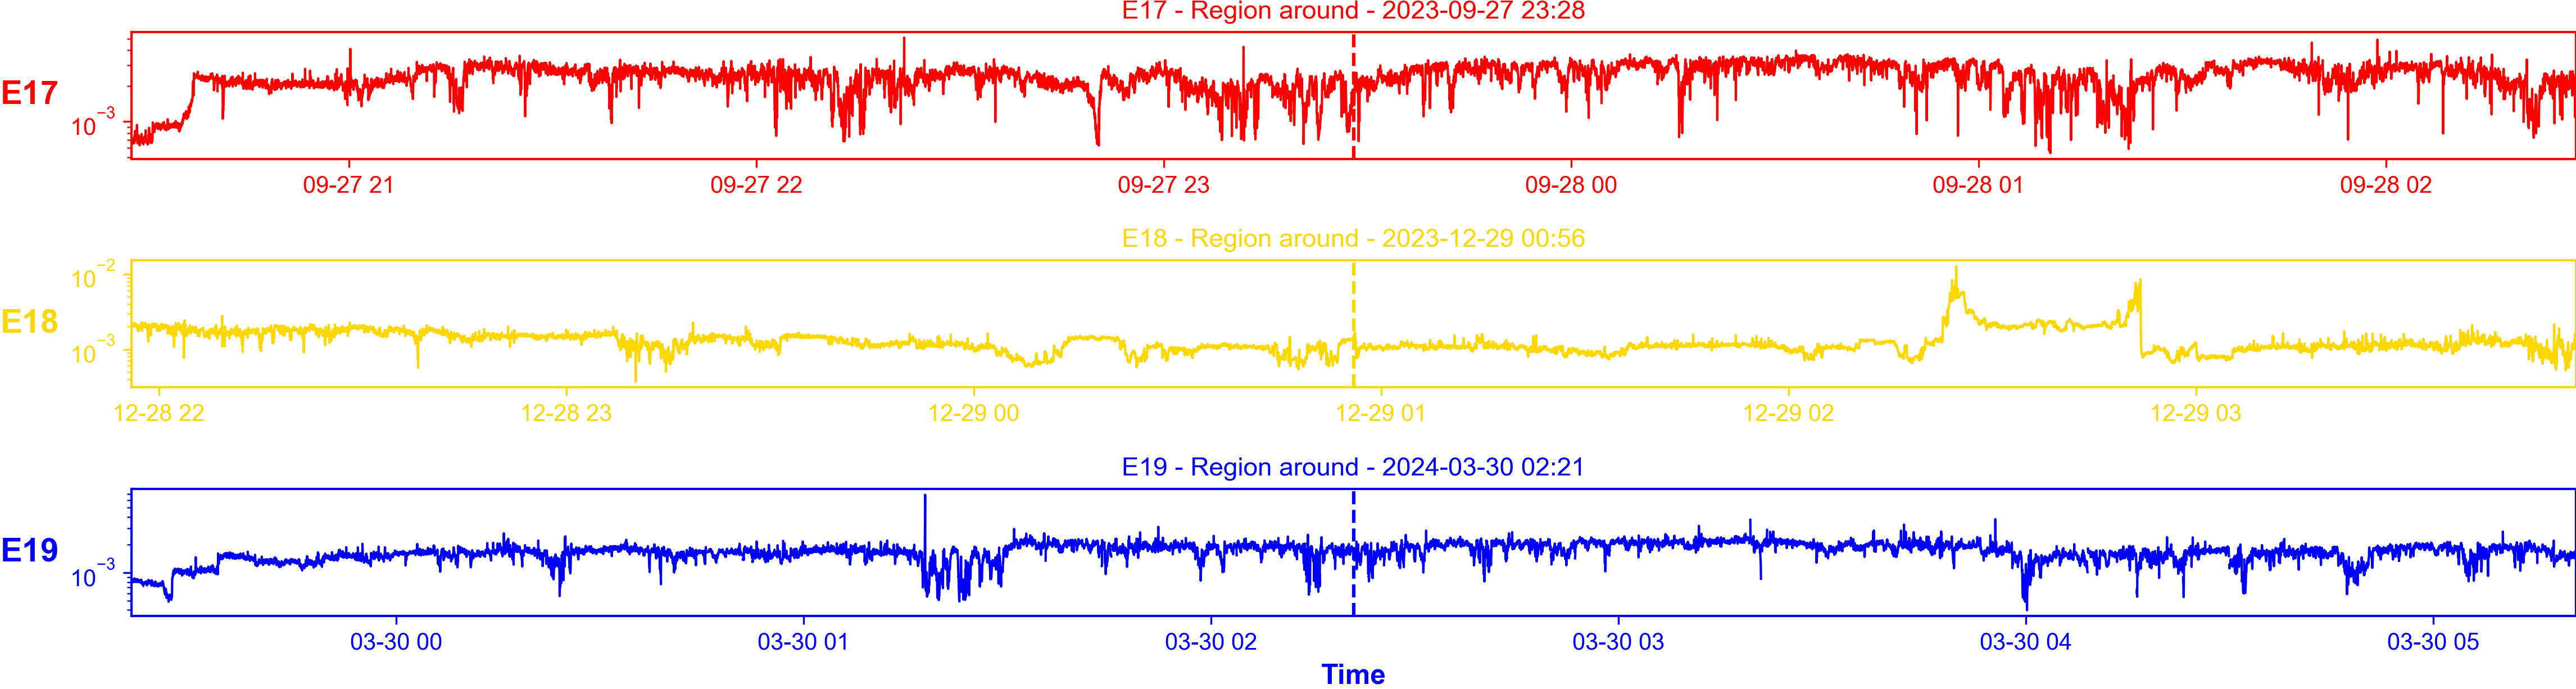 E17 - Region around - 2023-09-27 23:28
E17
10⁻³
09-27 21 09-27 22 09-27 23 09-28 00 09-28 01 09-28 02
E18 - Region around - 2023-12-29 00:56
10⁻²
E18
10⁻³
12-28 22 12-28 23 12-29 00 12-29 01 12-29 02 12-29 03
E19 - Region around - 2024-03-30 02:21
E19
10⁻³
03-30 00 03-30 01 03-30 02 03-30 03 03-30 04 03-30 05
Time